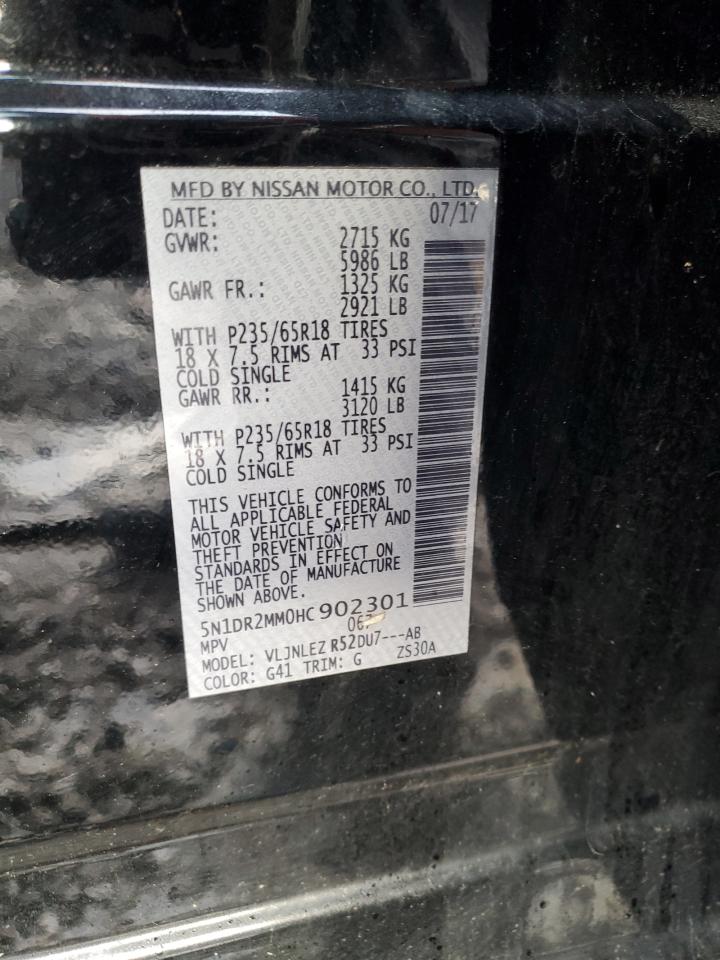 MFD BY NISSAN MOTOR CO., LTD.
DATE: 07/17
GVWR: 2715 KG
5986 LB
GAWR FR.: 1325 KG
2921 LB
WITH P235/65R18 TIRES
18 X 7.5 RIMS AT 33 PSI
COLD SINGLE
GAWR RR.: 1415 KG
3120 LB
WITH P235/65R18 TIRES
18 X 7.5 RIMS AT 33 PSI
COLD SINGLE
THIS VEHICLE CONFORMS TO
ALL APPLICABLE FEDERAL
MOTOR VEHICLE SAFETY AND
THEFT PREVENTION
STANDARDS IN EFFECT ON
THE DATE OF MANUFACTURE
SHOWN ABOVE.
5N1DR2MM0HC902301
MPV
MODEL: VLJNLEZ R52DU7---AB
COLOR: G41 TRIM: G ZS30A